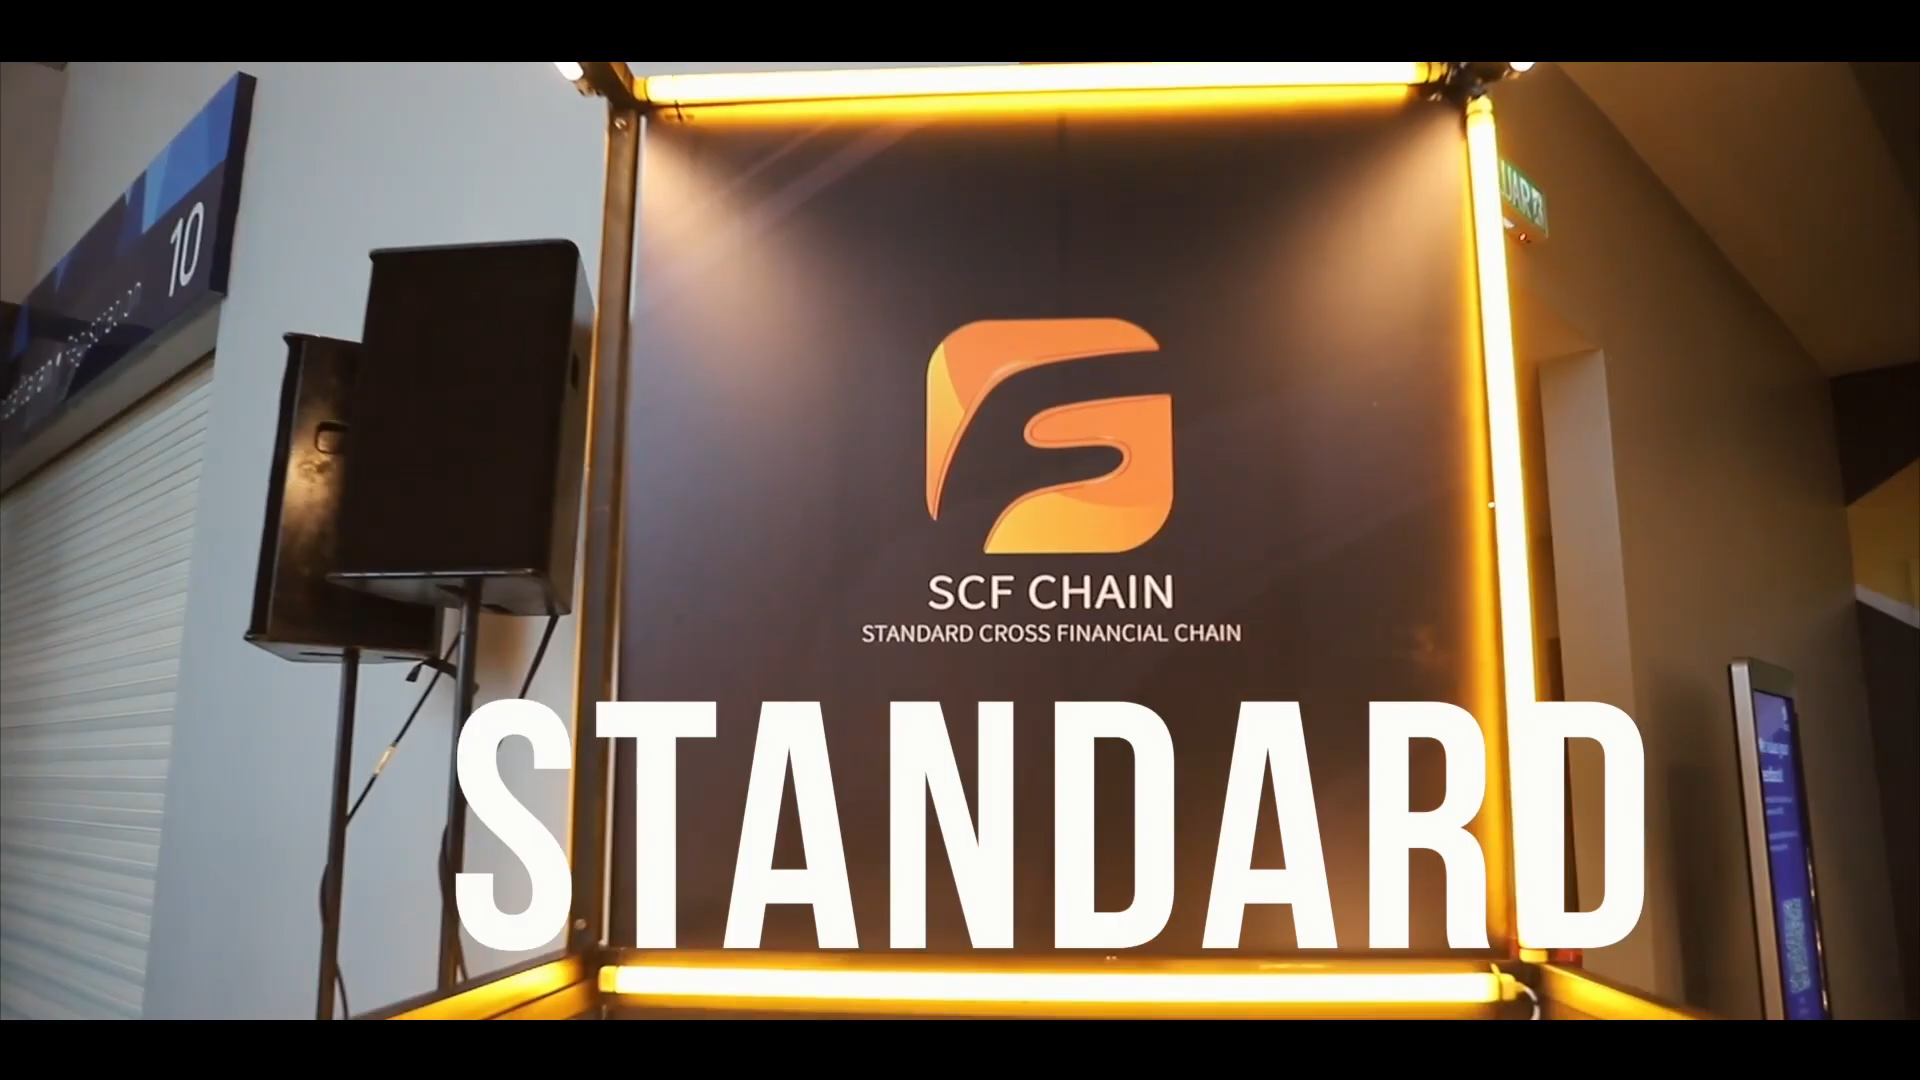 10
SCF CHAIN
STANDARD CROSS FINANCIAL CHAIN
STANDARD